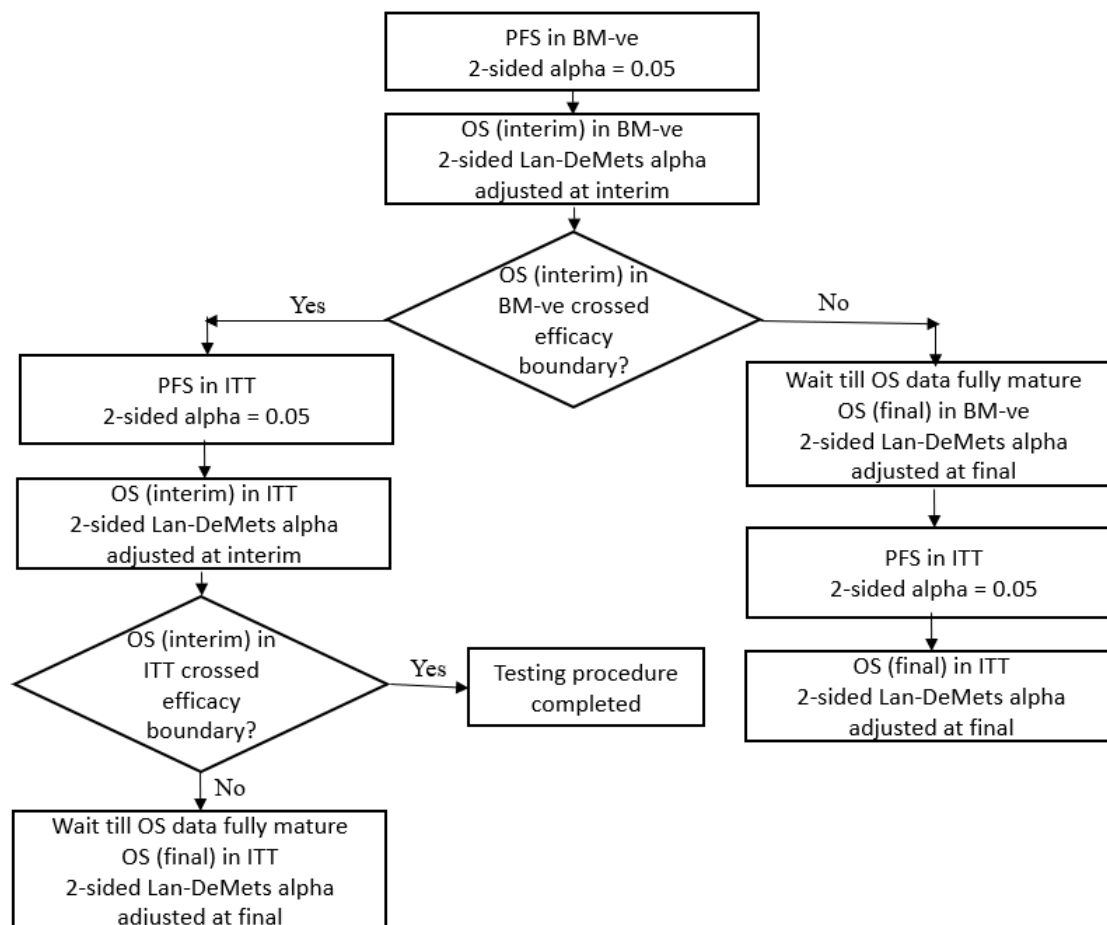 PFS in BM-ve
2-sided alpha = 0.05
OS (interim) in BM-ve
2-sided Lan-DeMets alpha
adjusted at interim
OS (interim) in
BM-ve crossed
efficacy
boundary?
Yes
No
PFS in ITT
2-sided alpha = 0.05
OS (interim) in ITT
2-sided Lan-DeMets alpha
adjusted at interim
OS (interim) in
ITT crossed
efficacy
boundary?
Yes
Testing procedure
completed
No
Wait till OS data fully mature
OS (final) in ITT
2-sided Lan-DeMets alpha
adjusted at final
Wait till OS data fully mature
OS (final) in BM-ve
2-sided Lan-DeMets alpha
adjusted at final
PFS in ITT
2-sided alpha = 0.05
OS (final) in ITT
2-sided Lan-DeMets alpha
adjusted at final